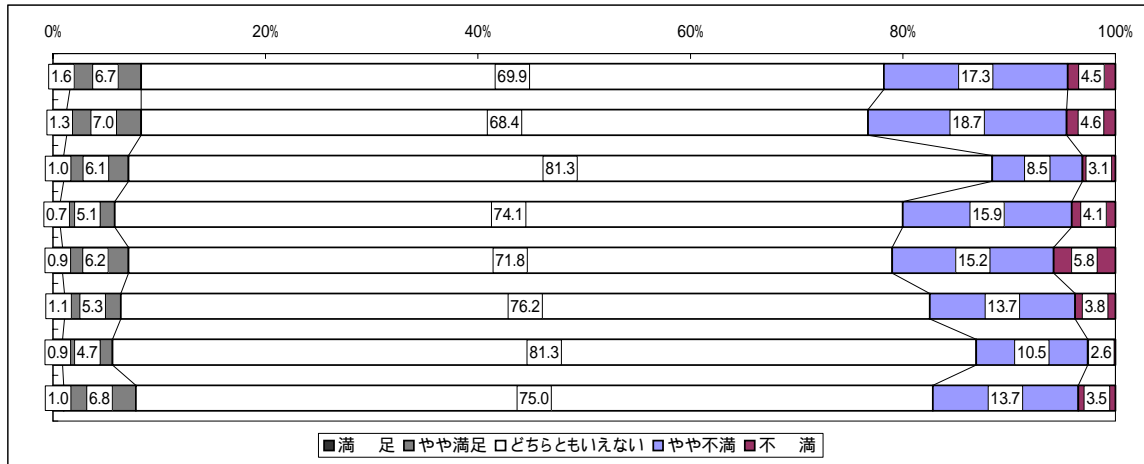 0% 20% 40% 60% 80% 100%
1.6 6.7 69.9 17.3 4.5
1.3 7.0 68.4 18.7 4.6
1.0 6.1 81.3 8.5 3.1
0.7 5.1 74.1 15.9 4.1
0.9 6.2 71.8 15.2 5.8
1.1 5.3 76.2 13.7 3.8
0.9 4.7 81.3 10.5 2.6
1.0 6.8 75.0 13.7 3.5
満 足 やや満足 どちらともいえない やや不満 不 満